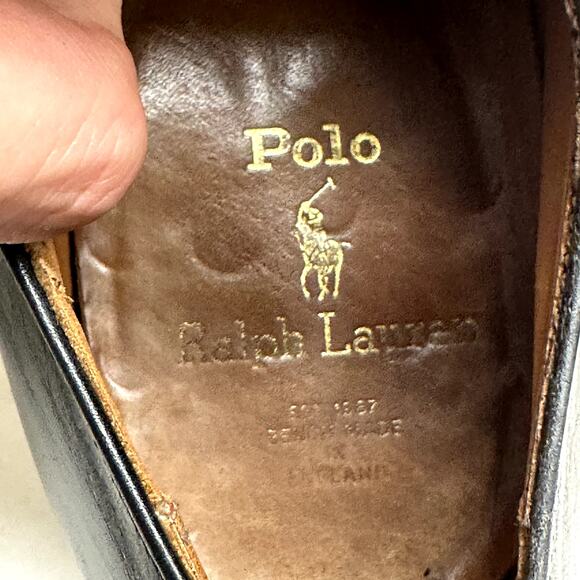 Polo
Ralph Lauren
EST 1967
BENCH MADE
IN
ENGLAND